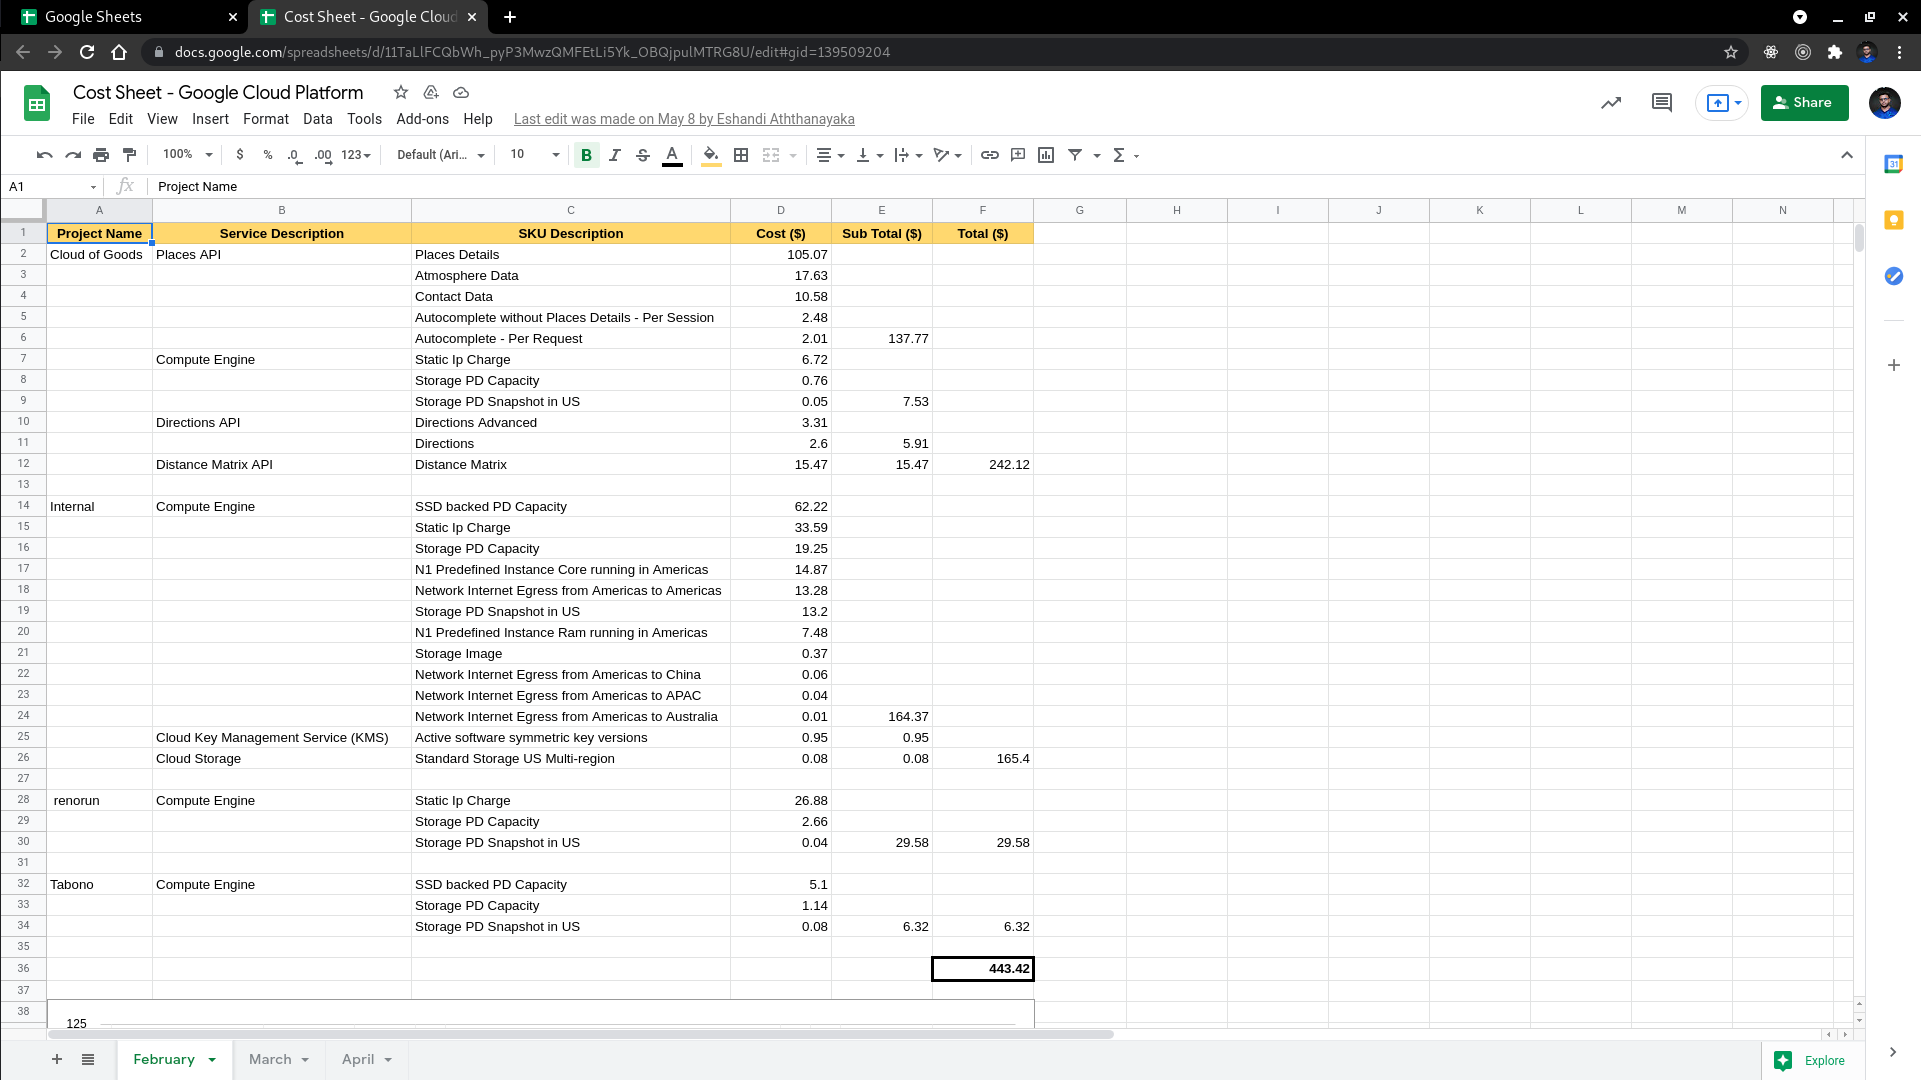 Google Sheets
Cost Sheet - Google Cloud
docs.google.com/spreadsheets/d/11TaLlFCQbWh_pyP3MwzQMFEtLi5Yk_OBQjpulMTRG8U/edit#gid=139509204
Cost Sheet - Google Cloud Platform
File Edit View Insert Format Data Tools Add-ons Help Last edit was made on May 8 by Eshandi Aththanayaka
Share
100% $ % .0 .00 123 Default (Ari... 10 B I S A Σ
31
A1 fx Project Name
A B C D E F G H I J K L M N
1 Project Name Service Description SKU Description Cost ($) Sub Total ($) Total ($)
2 Cloud of Goods Places API Places Details 105.07
3 Atmosphere Data 17.63
4 Contact Data 10.58
5 Autocomplete without Places Details - Per Session 2.48
6 Autocomplete - Per Request 2.01 137.77
7 Compute Engine Static Ip Charge 6.72
8 Storage PD Capacity 0.76
9 Storage PD Snapshot in US 0.05 7.53
10 Directions API Directions Advanced 3.31
11 Directions 2.6 5.91
12 Distance Matrix API Distance Matrix 15.47 15.47 242.12
13
14 Internal Compute Engine SSD backed PD Capacity 62.22
15 Static Ip Charge 33.59
16 Storage PD Capacity 19.25
17 N1 Predefined Instance Core running in Americas 14.87
18 Network Internet Egress from Americas to Americas 13.28
19 Storage PD Snapshot in US 13.2
20 N1 Predefined Instance Ram running in Americas 7.48
21 Storage Image 0.37
22 Network Internet Egress from Americas to China 0.06
23 Network Internet Egress from Americas to APAC 0.04
24 Network Internet Egress from Americas to Australia 0.01 164.37
25 Cloud Key Management Service (KMS) Active software symmetric key versions 0.95 0.95
26 Cloud Storage Standard Storage US Multi-region 0.08 0.08 165.4
27
28 renorun Compute Engine Static Ip Charge 26.88
29 Storage PD Capacity 2.66
30 Storage PD Snapshot in US 0.04 29.58 29.58
31
32 Tabono Compute Engine SSD backed PD Capacity 5.1
33 Storage PD Capacity 1.14
34 Storage PD Snapshot in US 0.08 6.32 6.32
35
36 443.42
37
38
125
February March April
Explore